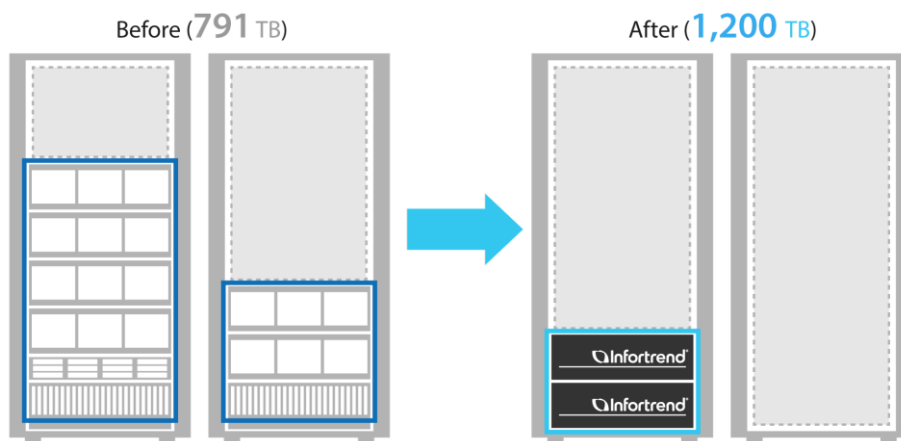 Before (791 TB)
After (1,200 TB)
Infortrend®
Infortrend®